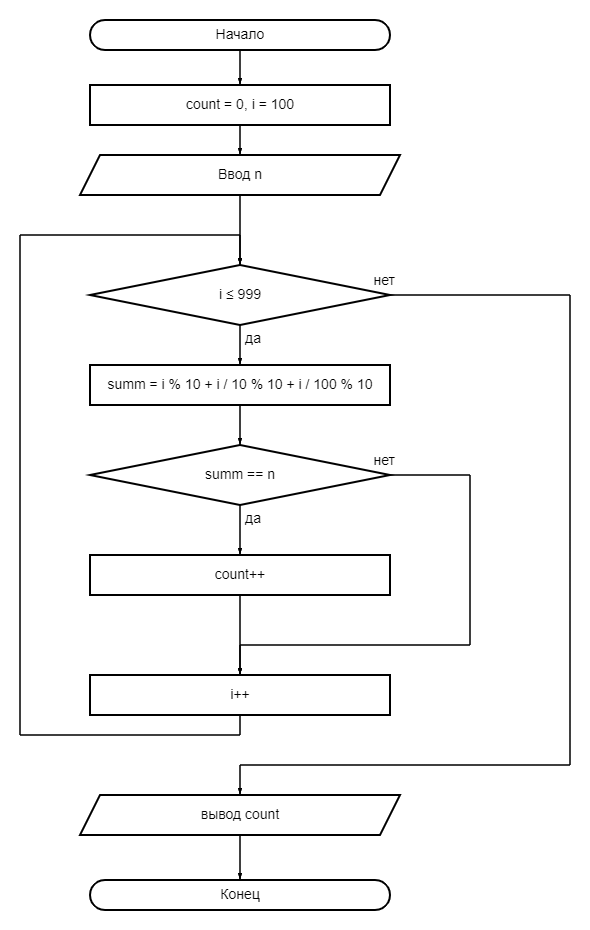 Начало
count = 0, i = 100
Ввод n
i ≤ 999
нет
да
summ = i % 10 + i / 10 % 10 + i / 100 % 10
summ == n
нет
да
count++
i++
вывод count
Конец